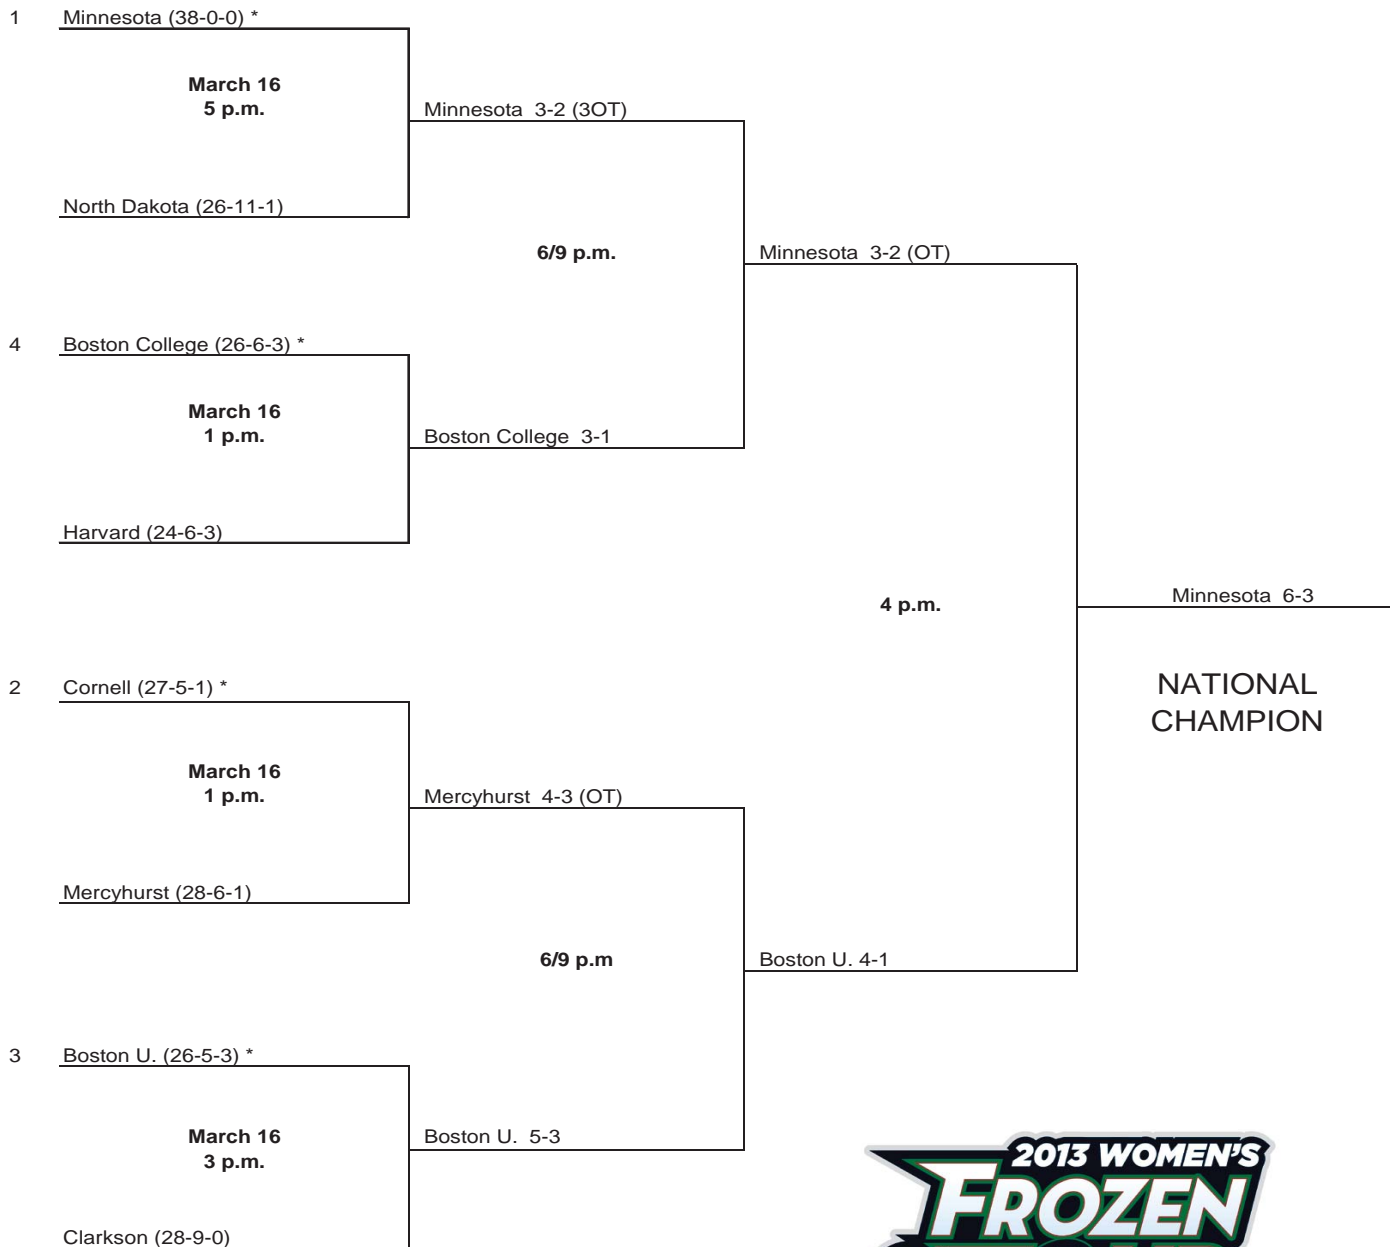 1 Minnesota (38-0-0) *
March 16
5 p.m.
Minnesota 3-2 (3OT)
North Dakota (26-11-1)
6/9 p.m.
Minnesota 3-2 (OT)
4 Boston College (26-6-3) *
March 16
1 p.m.
Boston College 3-1
Harvard (24-6-3)
4 p.m.
Minnesota 6-3
NATIONAL
CHAMPION
2 Cornell (27-5-1) *
March 16
1 p.m.
Mercyhurst 4-3 (OT)
Mercyhurst (28-6-1)
6/9 p.m
Boston U. 4-1
3 Boston U. (26-5-3) *
March 16
3 p.m.
Boston U. 5-3
Clarkson (28-9-0)
2013 WOMEN'S
FROZEN